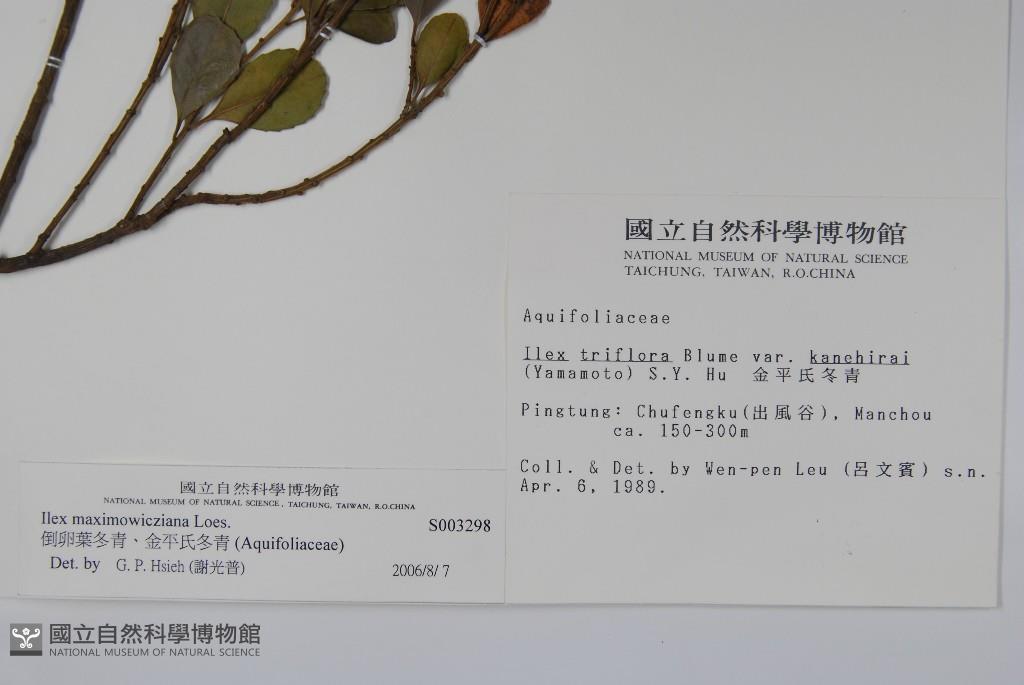 國立自然科學博物館
NATIONAL MUSEUM OF NATURAL SCIENCE
TAICHUNG, TAIWAN, R.O.CHINA
Aquifoliaceae
Ilex triflora Blume var. kanehirai
(Yamamoto) S.Y. Hu 金平氏冬青
Pingtung: Chufengku(出風谷), Manchou
ca. 150-300m
Coll. & Det. by Wen-pen Leu (呂文賓) s.n.
Apr. 6, 1989.
國立自然科學博物館
NATIONAL MUSEUM OF NATURAL SCIENCE, TAICHUNG, TAIWAN, R.O.CHINA
Ilex maximowicziana Loes. S003298
倒卵葉冬青、金平氏冬青 (Aquifoliaceae)
Det. by G. P. Hsieh (謝光普) 2006/8/ 7
國立自然科學博物館
NATIONAL MUSEUM OF NATURAL SCIENCE